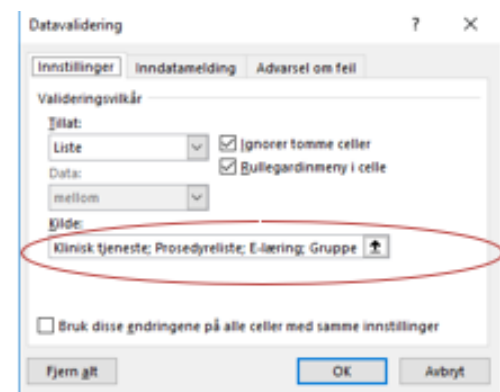 Datavalidering ? ✕
Innstillinger Inndatamelding Advarsel om feil
Valideringsvilkår
Tillat:
Liste Ignorer tomme celler
Data: Rullegardinmeny i celle
mellom
Kilde:
Klinisk tjeneste; Prosedyreliste; E-læring; Gruppe
Bruk disse endringene på alle celler med samme innstillinger
Fjern alt OK Avbryt